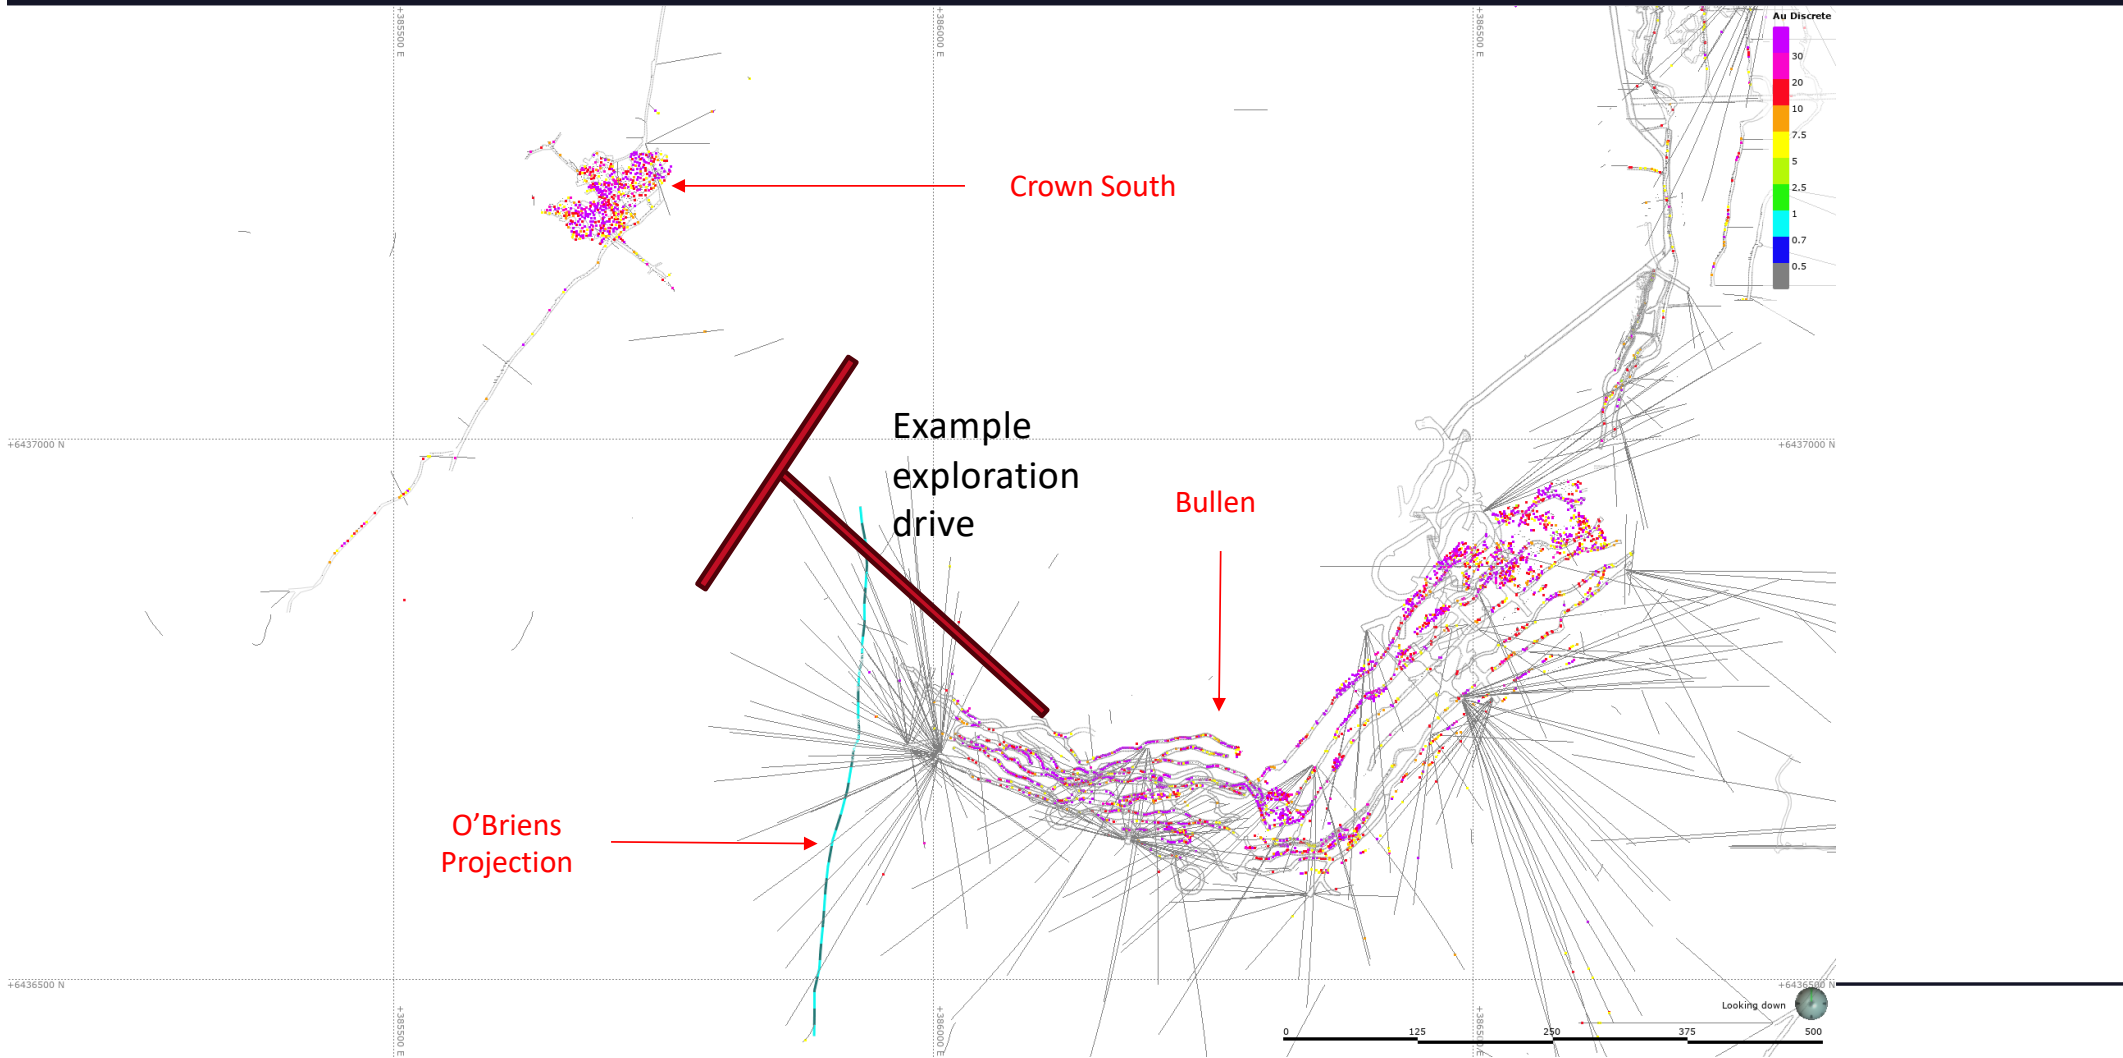 +385500 E
+386000 E
+386500 E
Au Discrete
30
20
10
7.5
5
2.5
1
0.7
0.5
Crown South
Example
exploration
drive
+6437000 N
+6437000 N
Bullen
O’Briens
Projection
+6436500 N
+6436500 N
Looking down
+385500 E
+386000 E
+386500 E
0
125
250
375
500